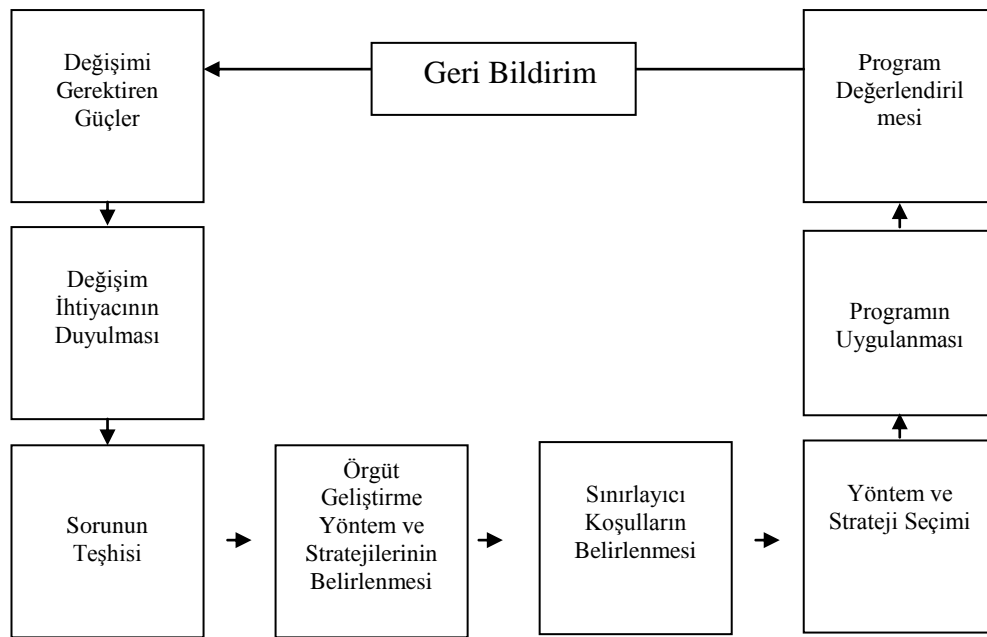 Değişimi
Gerektiren
Güçler
Geri Bildirim
Program
Değerlendiril
mesi
Değişim
İhtiyacının
Duyulması
Programın
Uygulanması
Sorunun
Teşhisi
Örgüt
Geliştirme
Yöntem ve
Stratejilerinin
Belirlenmesi
Sınırlayıcı
Koşulların
Belirlenmesi
Yöntem ve
Strateji Seçimi